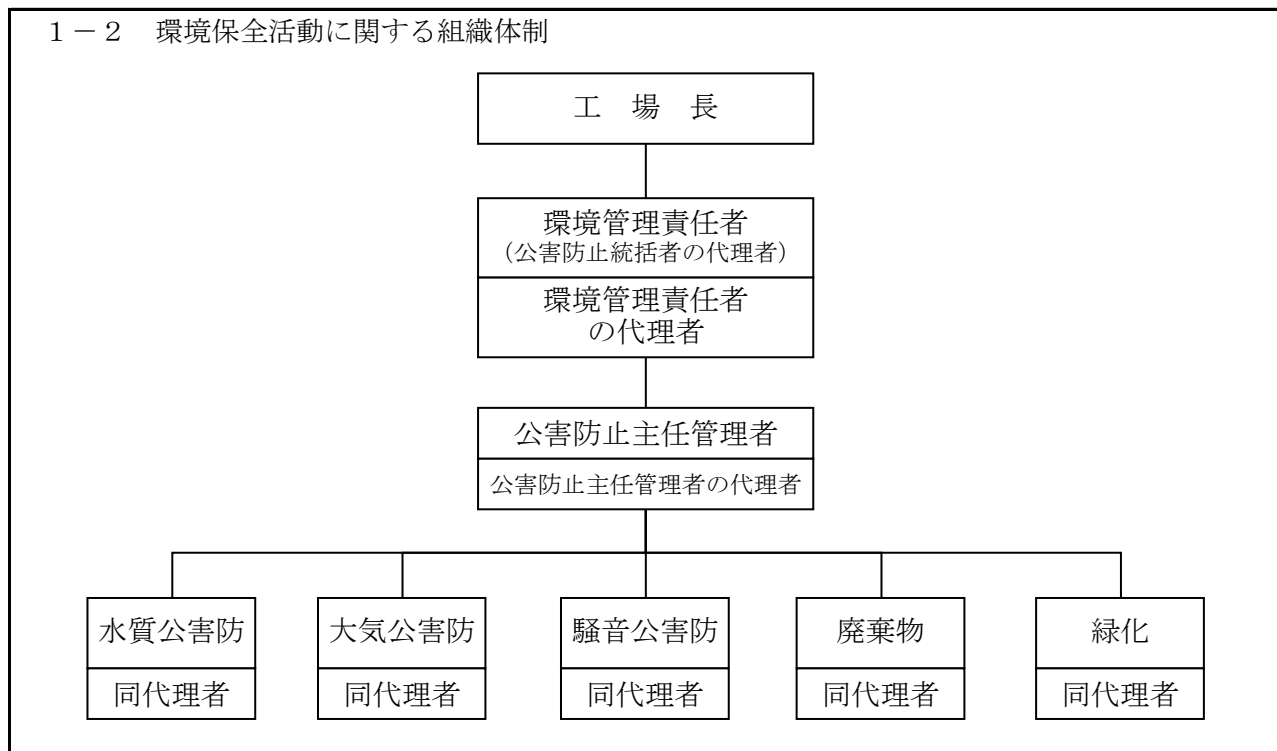 １－２　環境保全活動に関する組織体制
工　場　長
環境管理責任者
（公害防止統括者の代理者）
環境管理責任者
の代理者
公害防止主任管理者
公害防止主任管理者の代理者
水質公害防
大気公害防
騒音公害防
廃棄物
緑化
同代理者
同代理者
同代理者
同代理者
同代理者